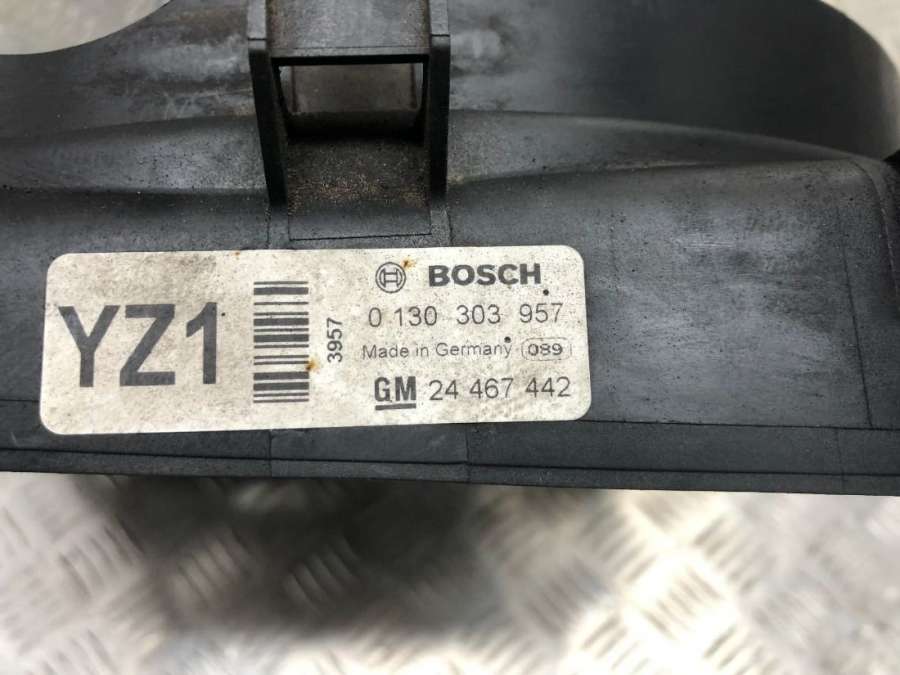 YZ1
3957
BOSCH
0 130 303 957
Made in Germany 089
GM 24 467 442